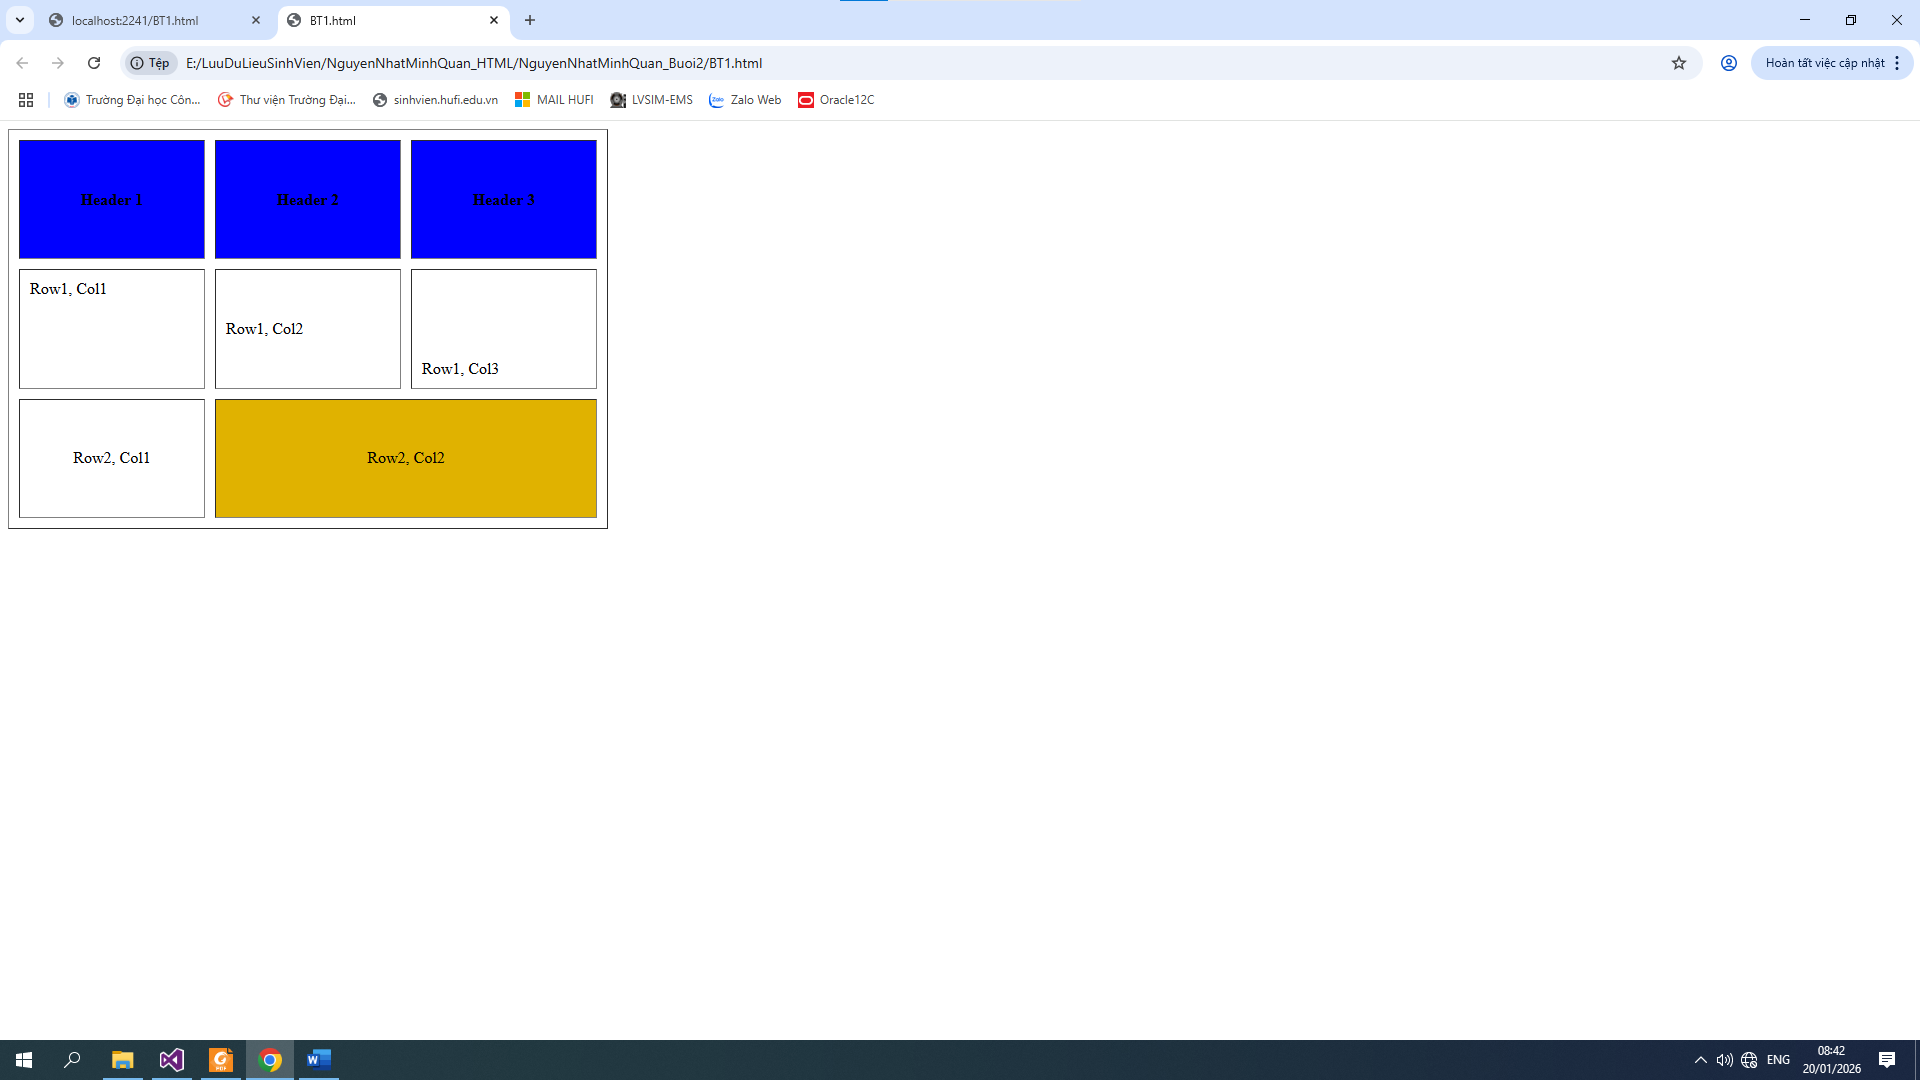 localhost:2241/BT1.html
BT1.html
Tệp
E:/LuuDuLieuSinhVien/NguyenNhatMinhQuan_HTML/NguyenNhatMinhQuan_Buoi2/BT1.html
Hoàn tất việc cập nhật
Trường Đại học Côn...
Thư viện Trường Đại...
sinhvien.hufi.edu.vn
MAIL HUFI
LVSIM-EMS
Zalo Web
Oracle12C
Header 1
Header 2
Header 3
Row1, Col1
Row1, Col2
Row1, Col3
Row2, Col1
Row2, Col2
ENG
08:42
20/01/2026